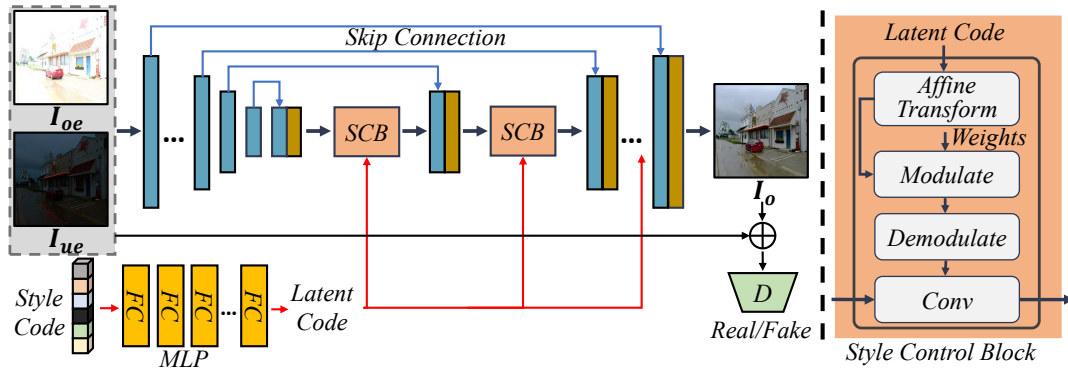 I_oe
I_ue
Skip Connection
...
SCB
SCB
...
I_o
D
Real/Fake
Style
Code
FC
FC
FC
...
FC
MLP
Latent
Code
Latent Code
Affine
Transform
Weights
Modulate
Demodulate
Conv
Style Control Block